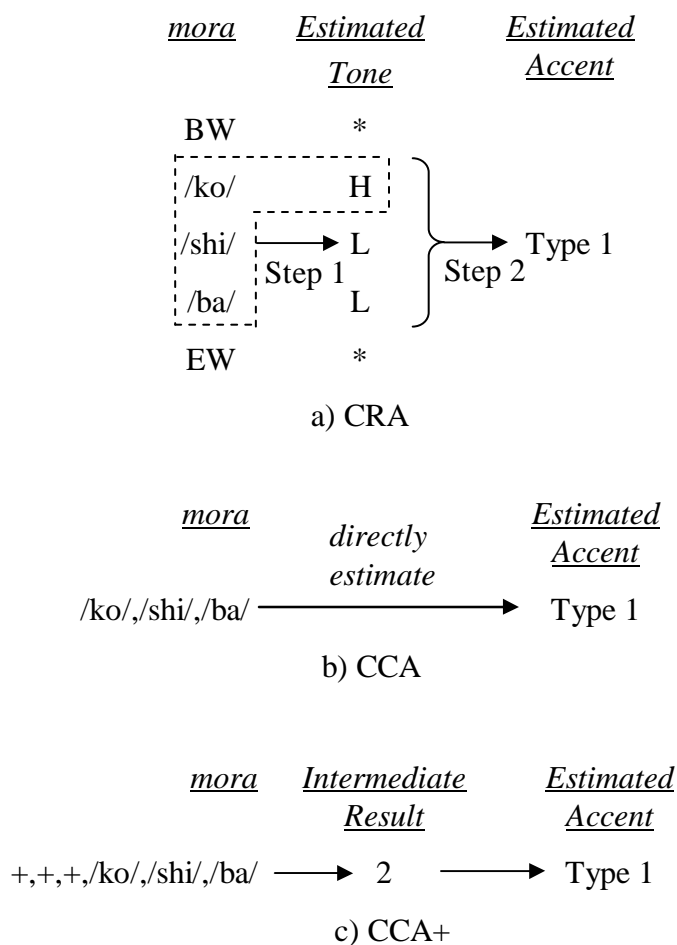 mora Estimated Estimated
Tone Accent
BW *
/ko/ H
/shi/ L Type 1
Step 1 Step 2
/ba/ L
EW *
a) CRA
mora directly Estimated
estimate Accent
/ko/,/shi/,/ba/ Type 1
b) CCA
mora Intermediate Estimated
Result Accent
+,+,+,/ko/,/shi/,/ba/ 2 Type 1
c) CCA+